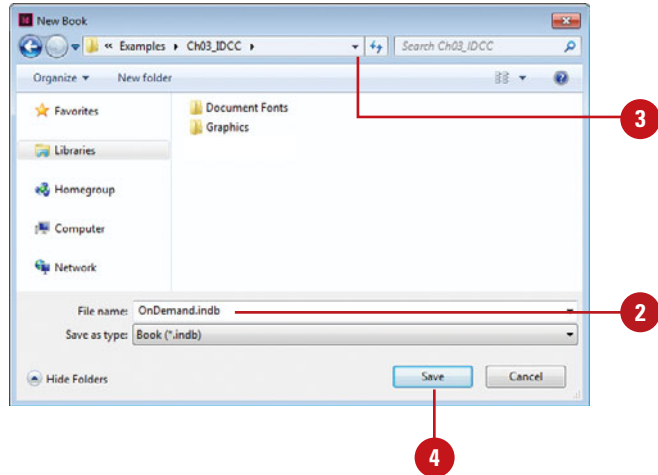 New Book
« Examples ▸ Ch03_IDCC ▸
Search Ch03_IDCC
Organize ▾ New folder
Favorites
Libraries
Homegroup
Computer
Network
Document Fonts
Graphics
3
File name: OnDemand.indb
2
Save as type: Book (*.indb)
Hide Folders
Save
Cancel
4